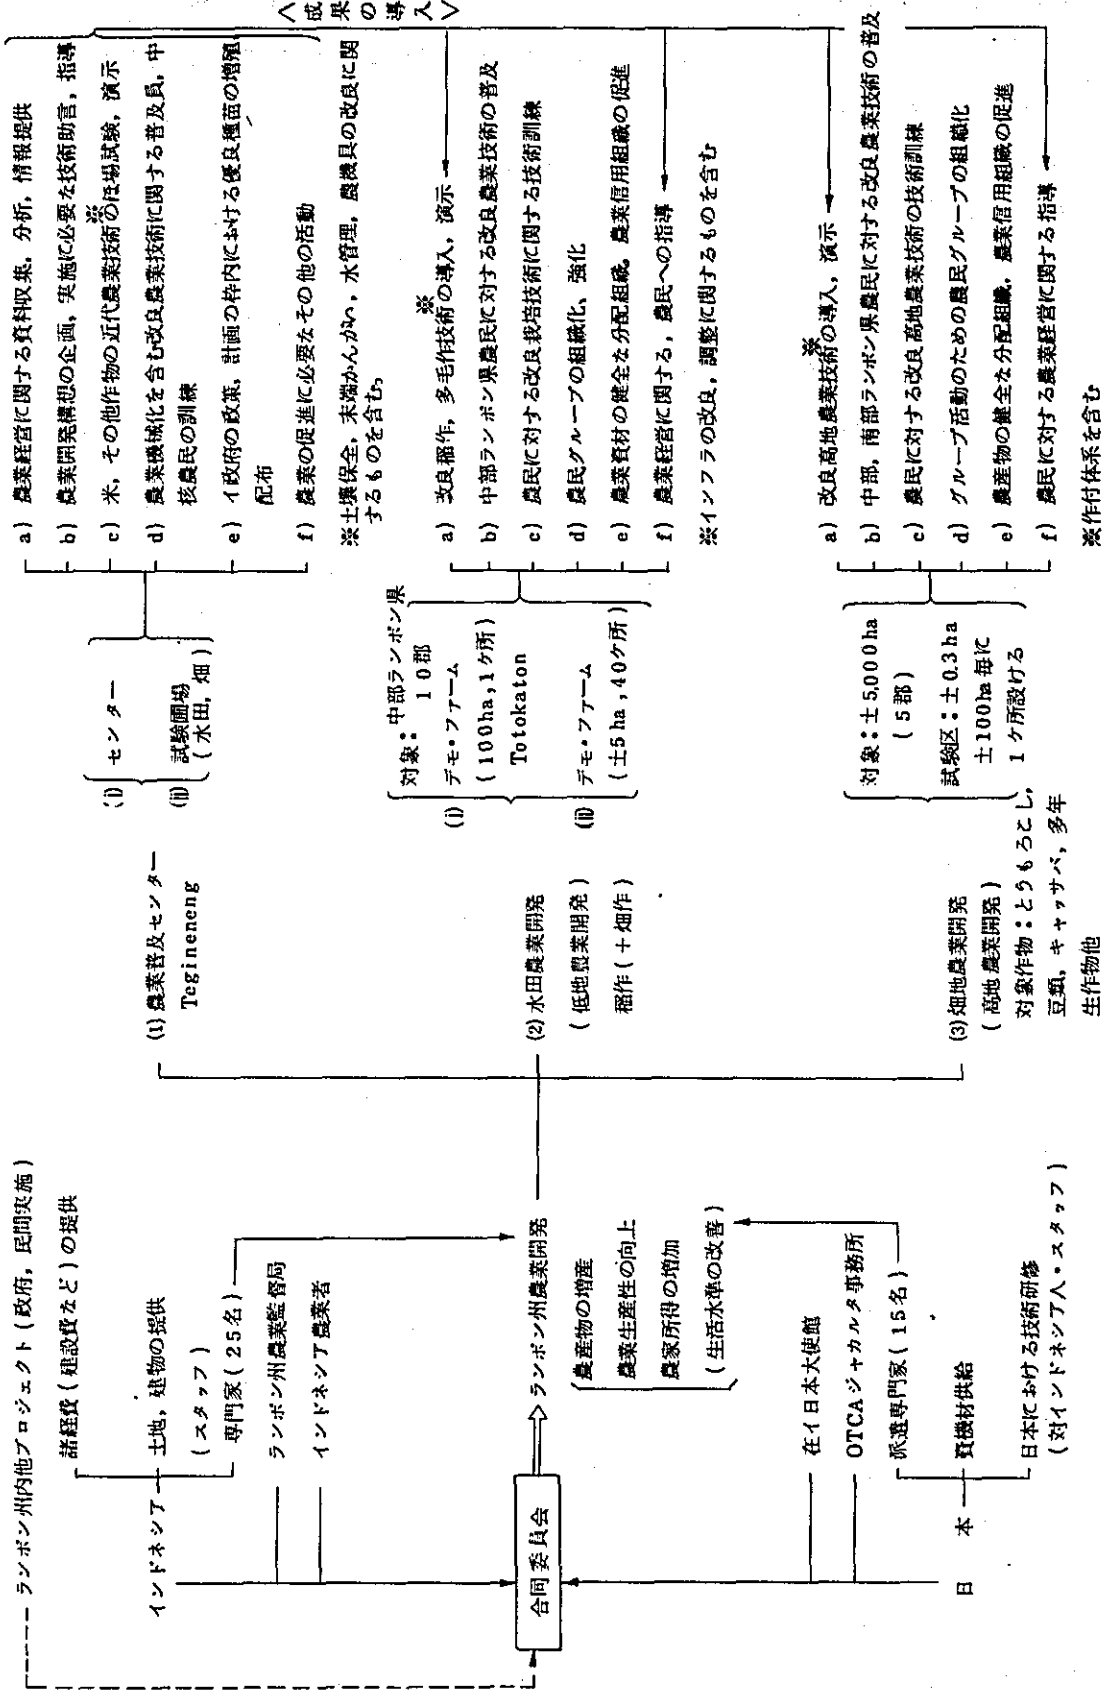 ランポン州内他プロジェクト(政府,民間実施)
インドネシア
諸経費(建設費など)の提供
土地,建物の提供
(スタッフ)
専門家(25名)
ランポン州農業監督局
インドネシア農業者
合同委員会
ランポン州農業開発
農産物の増産
農業生産性の向上
農家所得の増加
(生活水準の改善)
在イ日本大使館
OTCAジャカルタ事務所
日本
派遣専門家(15名)
資機材供給
日本における技術研修
(対インドネシア人・スタッフ)
(1)農業普及センター
Tegineneng
(i) センター
(ii) 試験圃場
(水田,畑)
a) 農業経営に関する資料収集,分析,情報提供
b) 農業開発構想の企画,実施に必要な技術助言,指導
c) 米,その他作物の近代農業技術※のほ場試験,演示
d) 農業機械化を含む改良農業技術に関する普及員,中
核農民の訓練
e) イ政府の政策,計画の枠内における優良種苗の増殖
配布
f) 農業の促進に必要なその他の活動
※土壌保全,末端かんがい,水管理,農機具の改良に関
するものを含む。
<成果の導入>
(2)水田農業開発
(低地農業開発)
稲作(+畑作)
対象:中部ランポン県
10郡
(i) デモ・ファーム
(100ha,1ケ所)
Totokaton
(ii) デモ・ファーム
(±5ha,40ケ所)
a) 改良稲作,多毛作技術※の導入,演示
b) 中部ランポン県農民に対する改良農業技術の普及
c) 農民に対する改良栽培技術に関する技術訓練
d) 農民グループの組織化、強化
e) 農業資材の健全な分配組織,農業信用組織の促進
f) 農業経営に関する,農民への指導
※インフラの改良,調整に関するものを含む
(3)畑地農業開発
(高地農業開発)
対象作物:とうもろこし,
豆類,キャッサバ,多年
生作物他
対象:±5,000ha
(5郡)
試験区:±0.3ha
±100ha毎に
1ケ所設ける
a) 改良高地農業技術※の導入,演示
b) 中部,南部ランポン県農民に対する改良農業技術の普及
c) 農民に対する改良高地農業技術の技術訓練
d) グループ活動のための農民グループの組織化
e) 農産物の健全な分配組織,農業信用組織の促進
f) 農民に対する農業経営に関する指導
※作付体系を含む